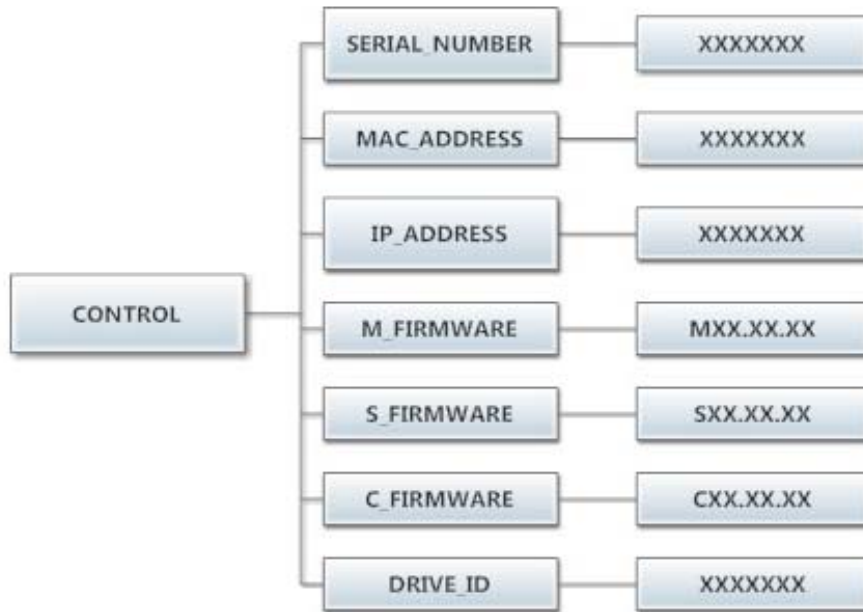 SERIAL_NUMBER XXXXXXX
MAC_ADDRESS XXXXXXX
IP_ADDRESS XXXXXXX
CONTROL
M_FIRMWARE MXX.XX.XX
S_FIRMWARE SXX.XX.XX
C_FIRMWARE CXX.XX.XX
DRIVE_ID XXXXXXX